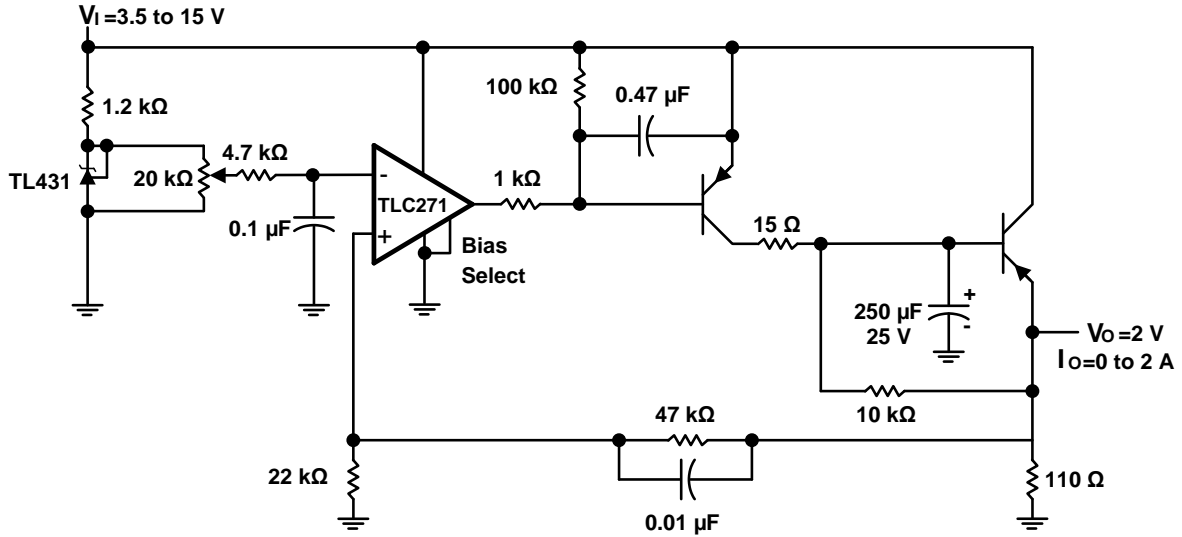 VI =3.5 to 15 V
1.2 kΩ
TL431
20 kΩ
4.7 kΩ
0.1 µF
-
+
TLC271
Bias
Select
1 kΩ
100 kΩ
0.47 µF
15 Ω
250 µF
25 V
+
-
VO =2 V
IO =0 to 2 A
10 kΩ
47 kΩ
0.01 µF
22 kΩ
110 Ω